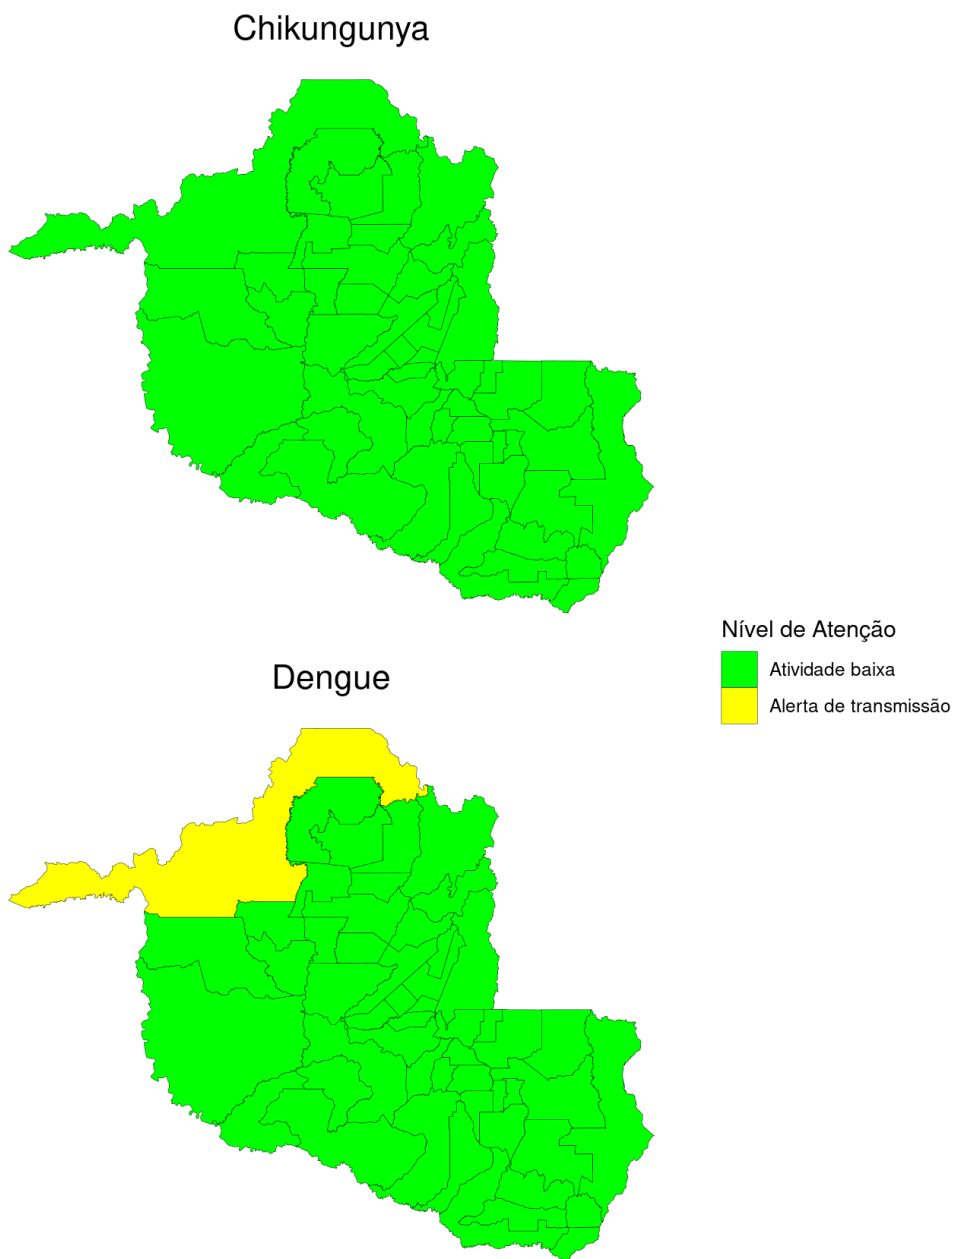 Chikungunya
Nível de Atenção
Atividade baixa
Alerta de transmissão
Dengue